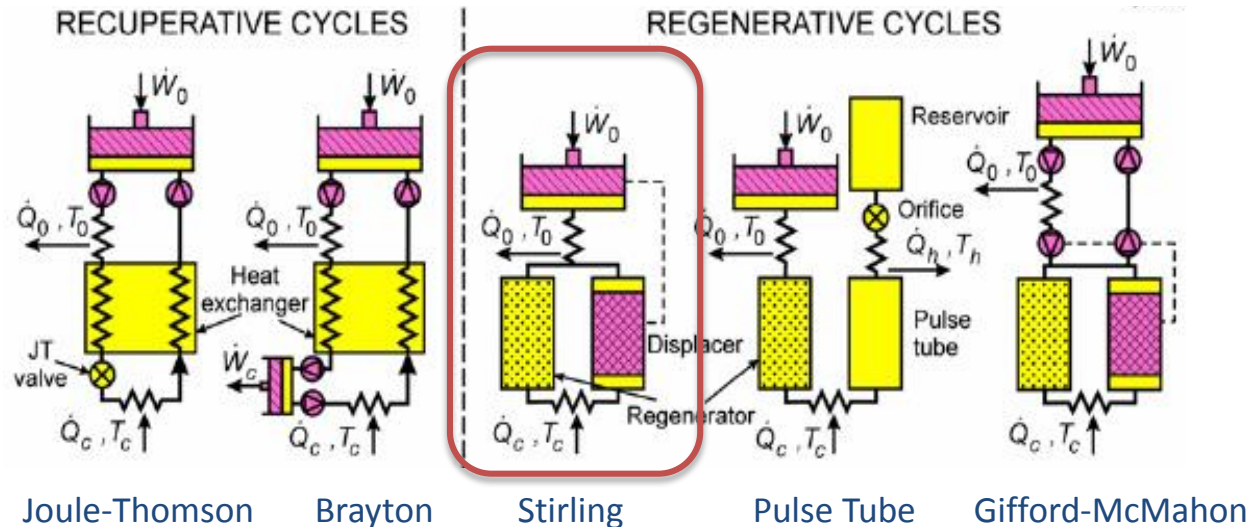 RECUPERATIVE CYCLES
REGENERATIVE CYCLES
Ẇ0
Ẇ0
Ẇ0
Ẇ0
Ẇ0
Reservoir
Orifice
Q̇0, T0
Q̇0, T0
Q̇0, T0
Q̇0, T0
Q̇0, T0
Q̇h, Th
Heat
exchanger
JT
valve
Ẇc
Displacer
Pulse
tube
Regenerator
Q̇c, Tc
Q̇c, Tc
Q̇c, Tc
Q̇c, Tc
Q̇c, Tc
Joule-Thomson
Brayton
Stirling
Pulse Tube
Gifford-McMahon